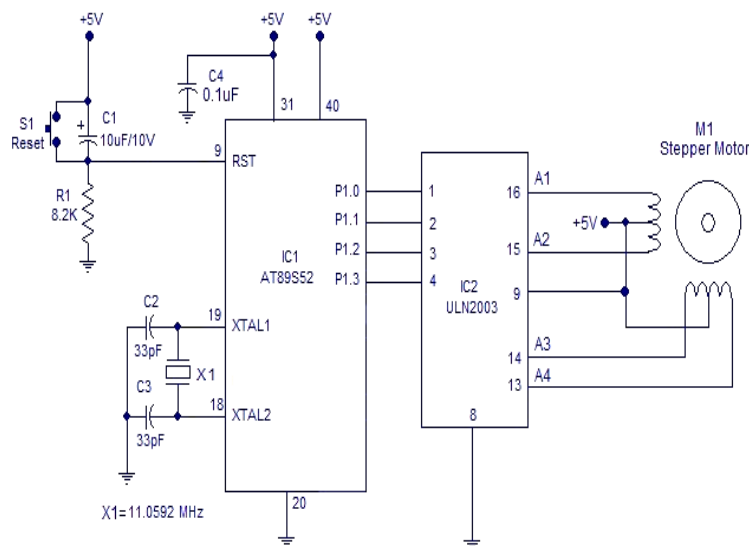 +5V
+5V
+5V
C4
0.1uF
31
40
S1
Reset
C1
+
10uF/10V
9
RST
R1
8.2K
M1
Stepper Motor
P1.0
1
16
A1
P1.1
2
+5V
P1.2
3
15
A2
P1.3
4
IC1
AT89S52
IC2
ULN2003
9
C2
33pF
19
XTAL1
X1
14
A3
C3
33pF
18
XTAL2
13
A4
8
20
X1=11.0592 MHz